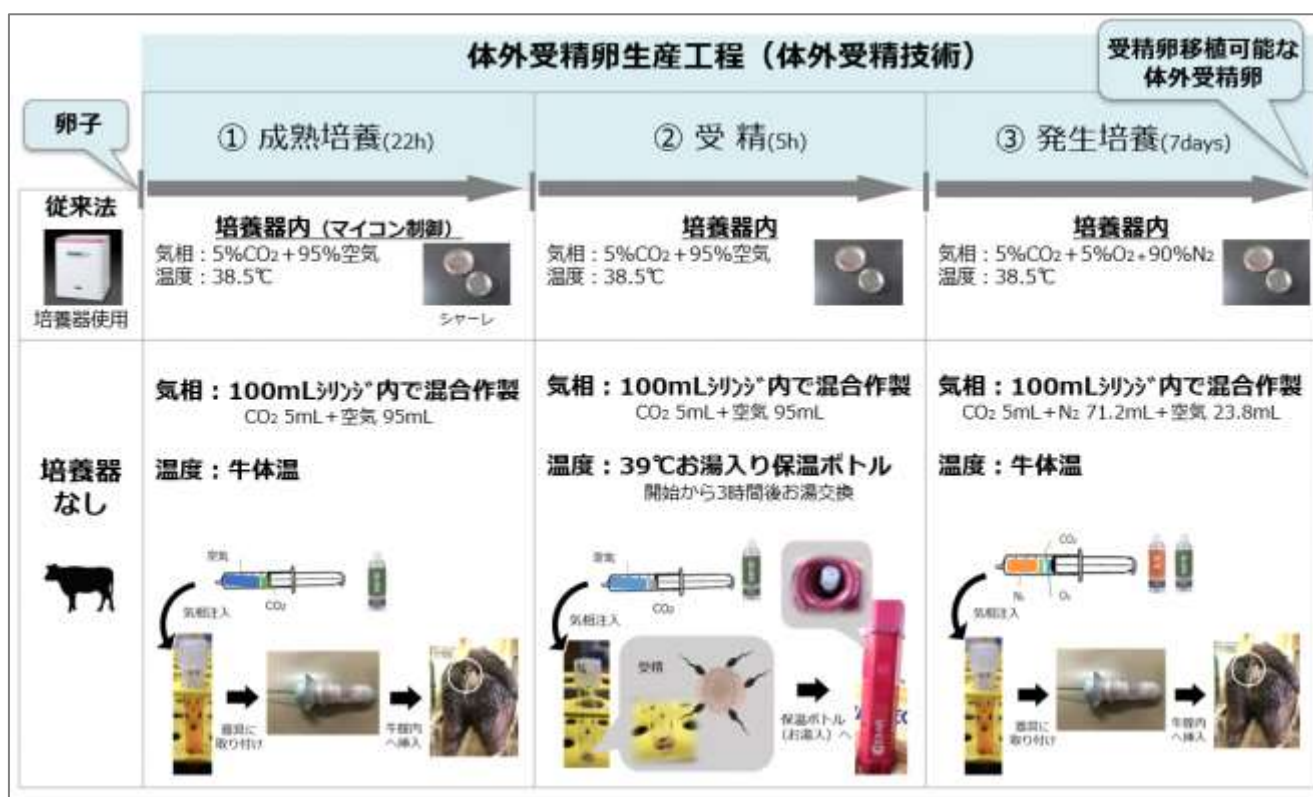 体外受精卵生産工程（体外受精技術）
受精卵移植可能な
体外受精卵
卵子
① 成熟培養(22h)
② 受 精(5h)
③ 発生培養(7days)
従来法
培養器使用
培養器内（マイコン制御）
気相：5%CO₂＋95%空気
温度：38.5℃
シャーレ
培養器内
気相：5%CO₂＋95%空気
温度：38.5℃
培養器内
気相：5%CO₂＋5%O₂＋90%N₂
温度：38.5℃
培養器
なし
気相：100mLｼﾘﾝｼﾞ内で混合作製
CO₂ 5mL＋空気 95mL
温度：牛体温
空気
CO₂
気相注入
器具に
取り付け
牛腟内
へ挿入
気相：100mLｼﾘﾝｼﾞ内で混合作製
CO₂ 5mL＋空気 95mL
温度：39℃お湯入り保温ボトル
開始から3時間後お湯交換
空気
CO₂
気相注入
受精
保温ボトル
（お湯入）へ
気相：100mLｼﾘﾝｼﾞ内で混合作製
CO₂ 5mL＋N₂ 71.2mL＋空気 23.8mL
温度：牛体温
CO₂
N₂
O₂
気相注入
器具に
取り付け
牛腟内
へ挿入